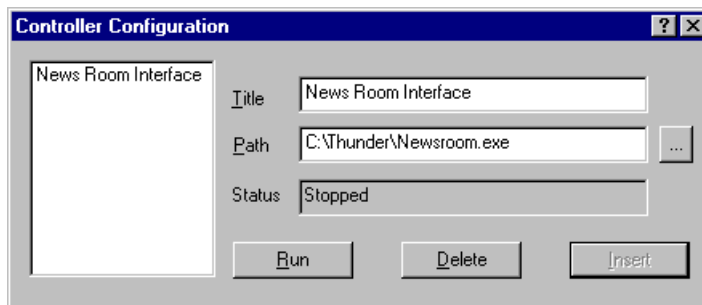 Controller Configuration
News Room Interface
Title News Room Interface
Path C:\Thunder\Newsroom.exe ...
Status Stopped
Run Delete Insert